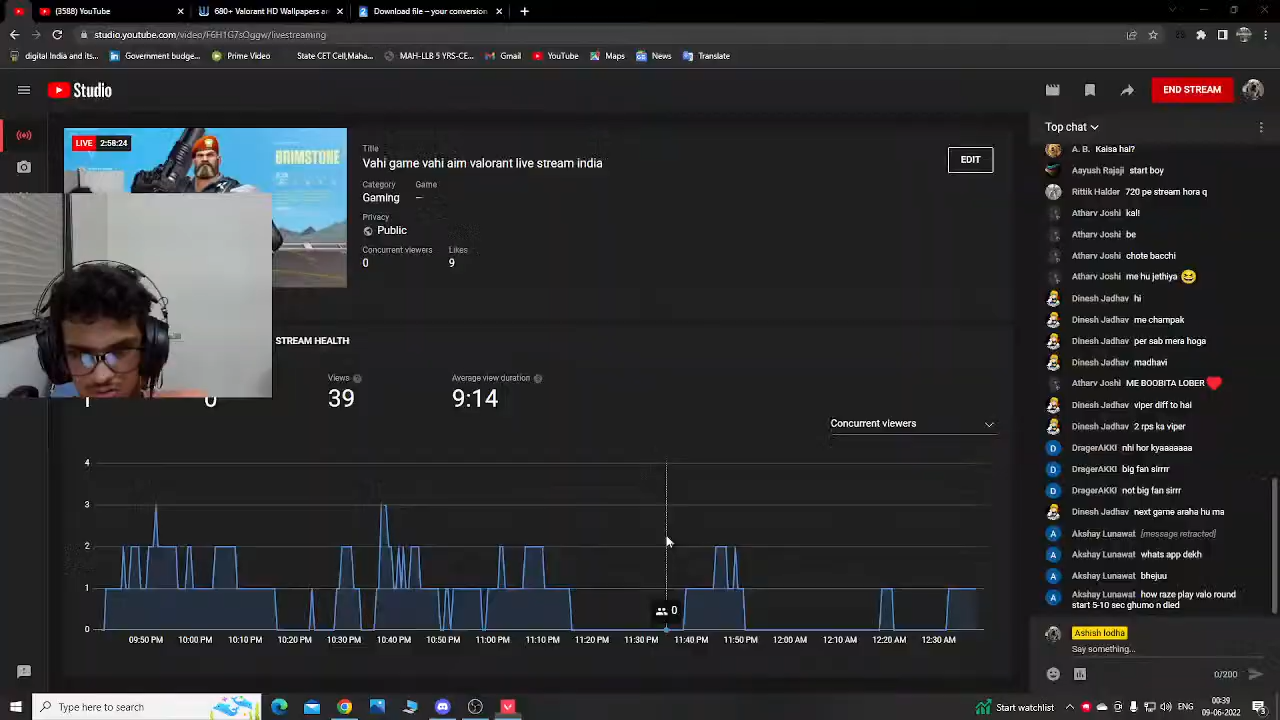 (3588) YouTube
680+ Valorant HD Wallpapers an
Download file – your conversion
studio.youtube.com/video/
/livestreaming
digital India and its...
Government budge...
Prime Video
State CET Cell,Maha...
MAH-LLB 5 YRS-CE...
Gmail
YouTube
Maps
News
Translate
Studio
END STREAM
LIVE 2:58:24
BRIMSTONE
Title
Vahi game vahi aim valorant live stream india
EDIT
Category
Game
Gaming
–
Privacy
Public
Concurrent viewers
Likes
0
9
STREAM HEALTH
Views
Average view duration
39
9:14
Concurrent viewers
4
3
2
1
0
0
09:50 PM
10:00 PM
10:10 PM
10:20 PM
10:30 PM
10:40 PM
10:50 PM
11:00 PM
11:10 PM
11:20 PM
11:30 PM
11:40 PM
11:50 PM
12:00 AM
12:10 AM
12:20 AM
12:30 AM
Top chat
A. B. Kaisa hai?
Aayush Rajaji start boy
Rittik Halder 720 pe stream hora q
Atharv Joshi kal!
Atharv Joshi be
Atharv Joshi chote bacchi
Atharv Joshi me hu jethiya 😆
Dinesh Jadhav hi
Dinesh Jadhav me champak
Dinesh Jadhav per sab mera hoga
Dinesh Jadhav madhavi
Atharv Joshi ME BOOBITA LOBER ❤️
Dinesh Jadhav viper diff to hai
Dinesh Jadhav 2 rps ka viper
D DragerAKKI nhi hor kyaaaaaa
D DragerAKKI big fan sirrr
D DragerAKKI not big fan sirrr
Dinesh Jadhav next game araha hu ma
A Akshay Lunawat [message retracted]
A Akshay Lunawat whats app dekh
A Akshay Lunawat bhejuu
A Akshay Lunawat how raze play valo round
start 5-10 sec ghumo n died
Ashish lodha
Say something...
0/200
Type here to search
Start watchlist
ENG
00:39
09-06-2022